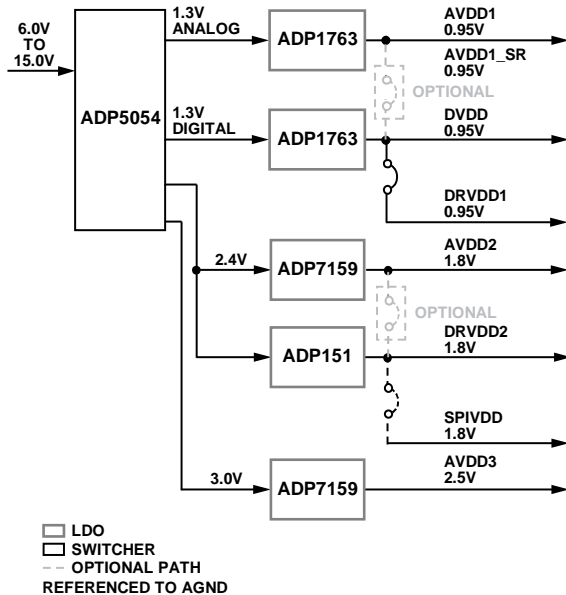 6.0V
TO
15.0V
ADP5054
1.3V
ANALOG
ADP1763
AVDD1
0.95V
AVDD1_SR
0.95V
OPTIONAL
1.3V
DIGITAL
ADP1763
DVDD
0.95V
DRVDD1
0.95V
2.4V
ADP7159
AVDD2
1.8V
OPTIONAL
ADP151
DRVDD2
1.8V
SPIVDD
1.8V
3.0V
ADP7159
AVDD3
2.5V
LDO
SWITCHER
OPTIONAL PATH
REFERENCED TO AGND